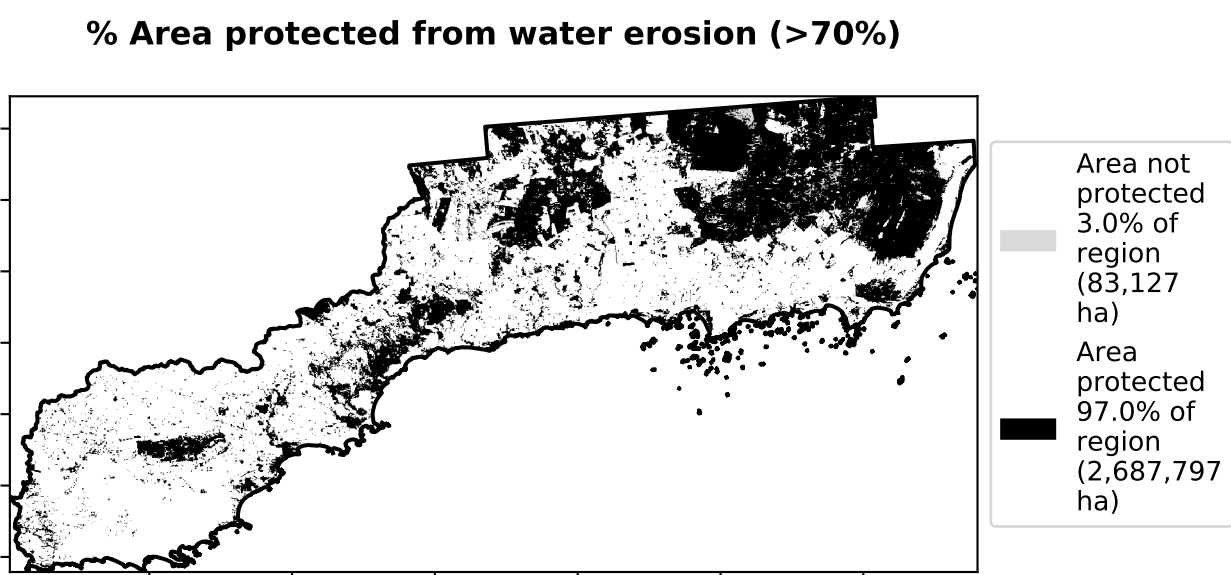 % Area protected from water erosion (>70%)
Area not
protected
3.0% of
region
(83,127
ha)
Area
protected
97.0% of
region
(2,687,797
ha)